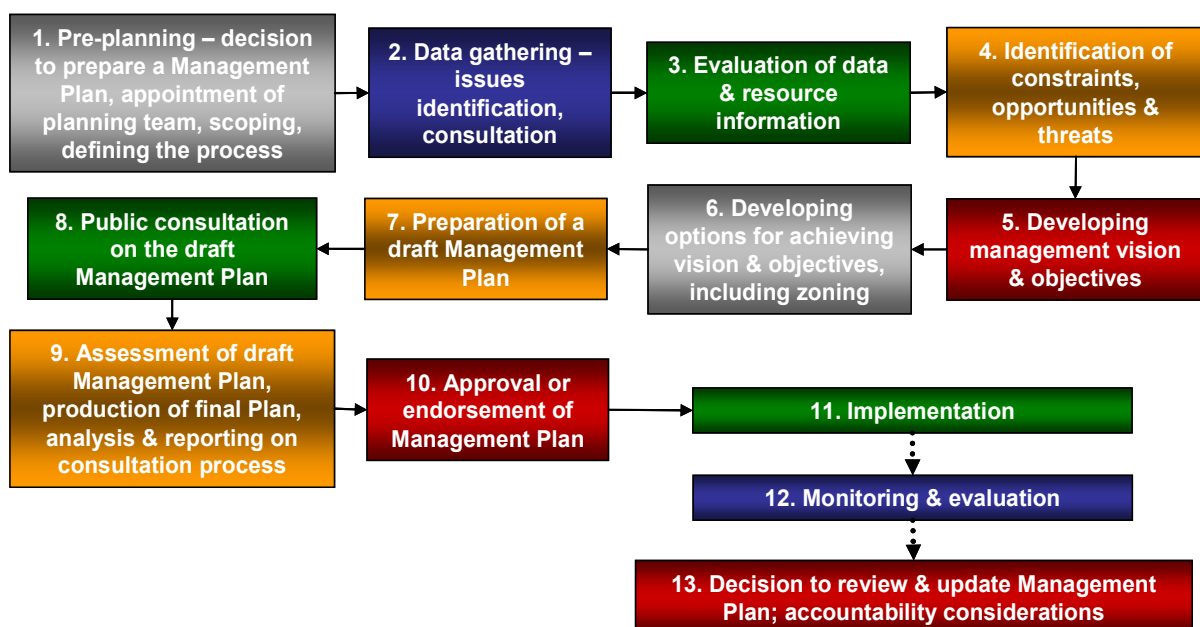 1. Pre-planning – decision
to prepare a Management
Plan, appointment of
planning team, scoping,
defining the process
2. Data gathering –
issues
identification,
consultation
3. Evaluation of data
& resource
information
4. Identification of
constraints,
opportunities &
threats
5. Developing
management vision
& objectives
6. Developing
options for achieving
vision & objectives,
including zoning
7. Preparation of a
draft Management
Plan
8. Public consultation
on the draft
Management Plan
9. Assessment of draft
Management Plan,
production of final Plan,
analysis & reporting on
consultation process
10. Approval or
endorsement of
Management Plan
11. Implementation
12. Monitoring & evaluation
13. Decision to review & update Management
Plan; accountability considerations